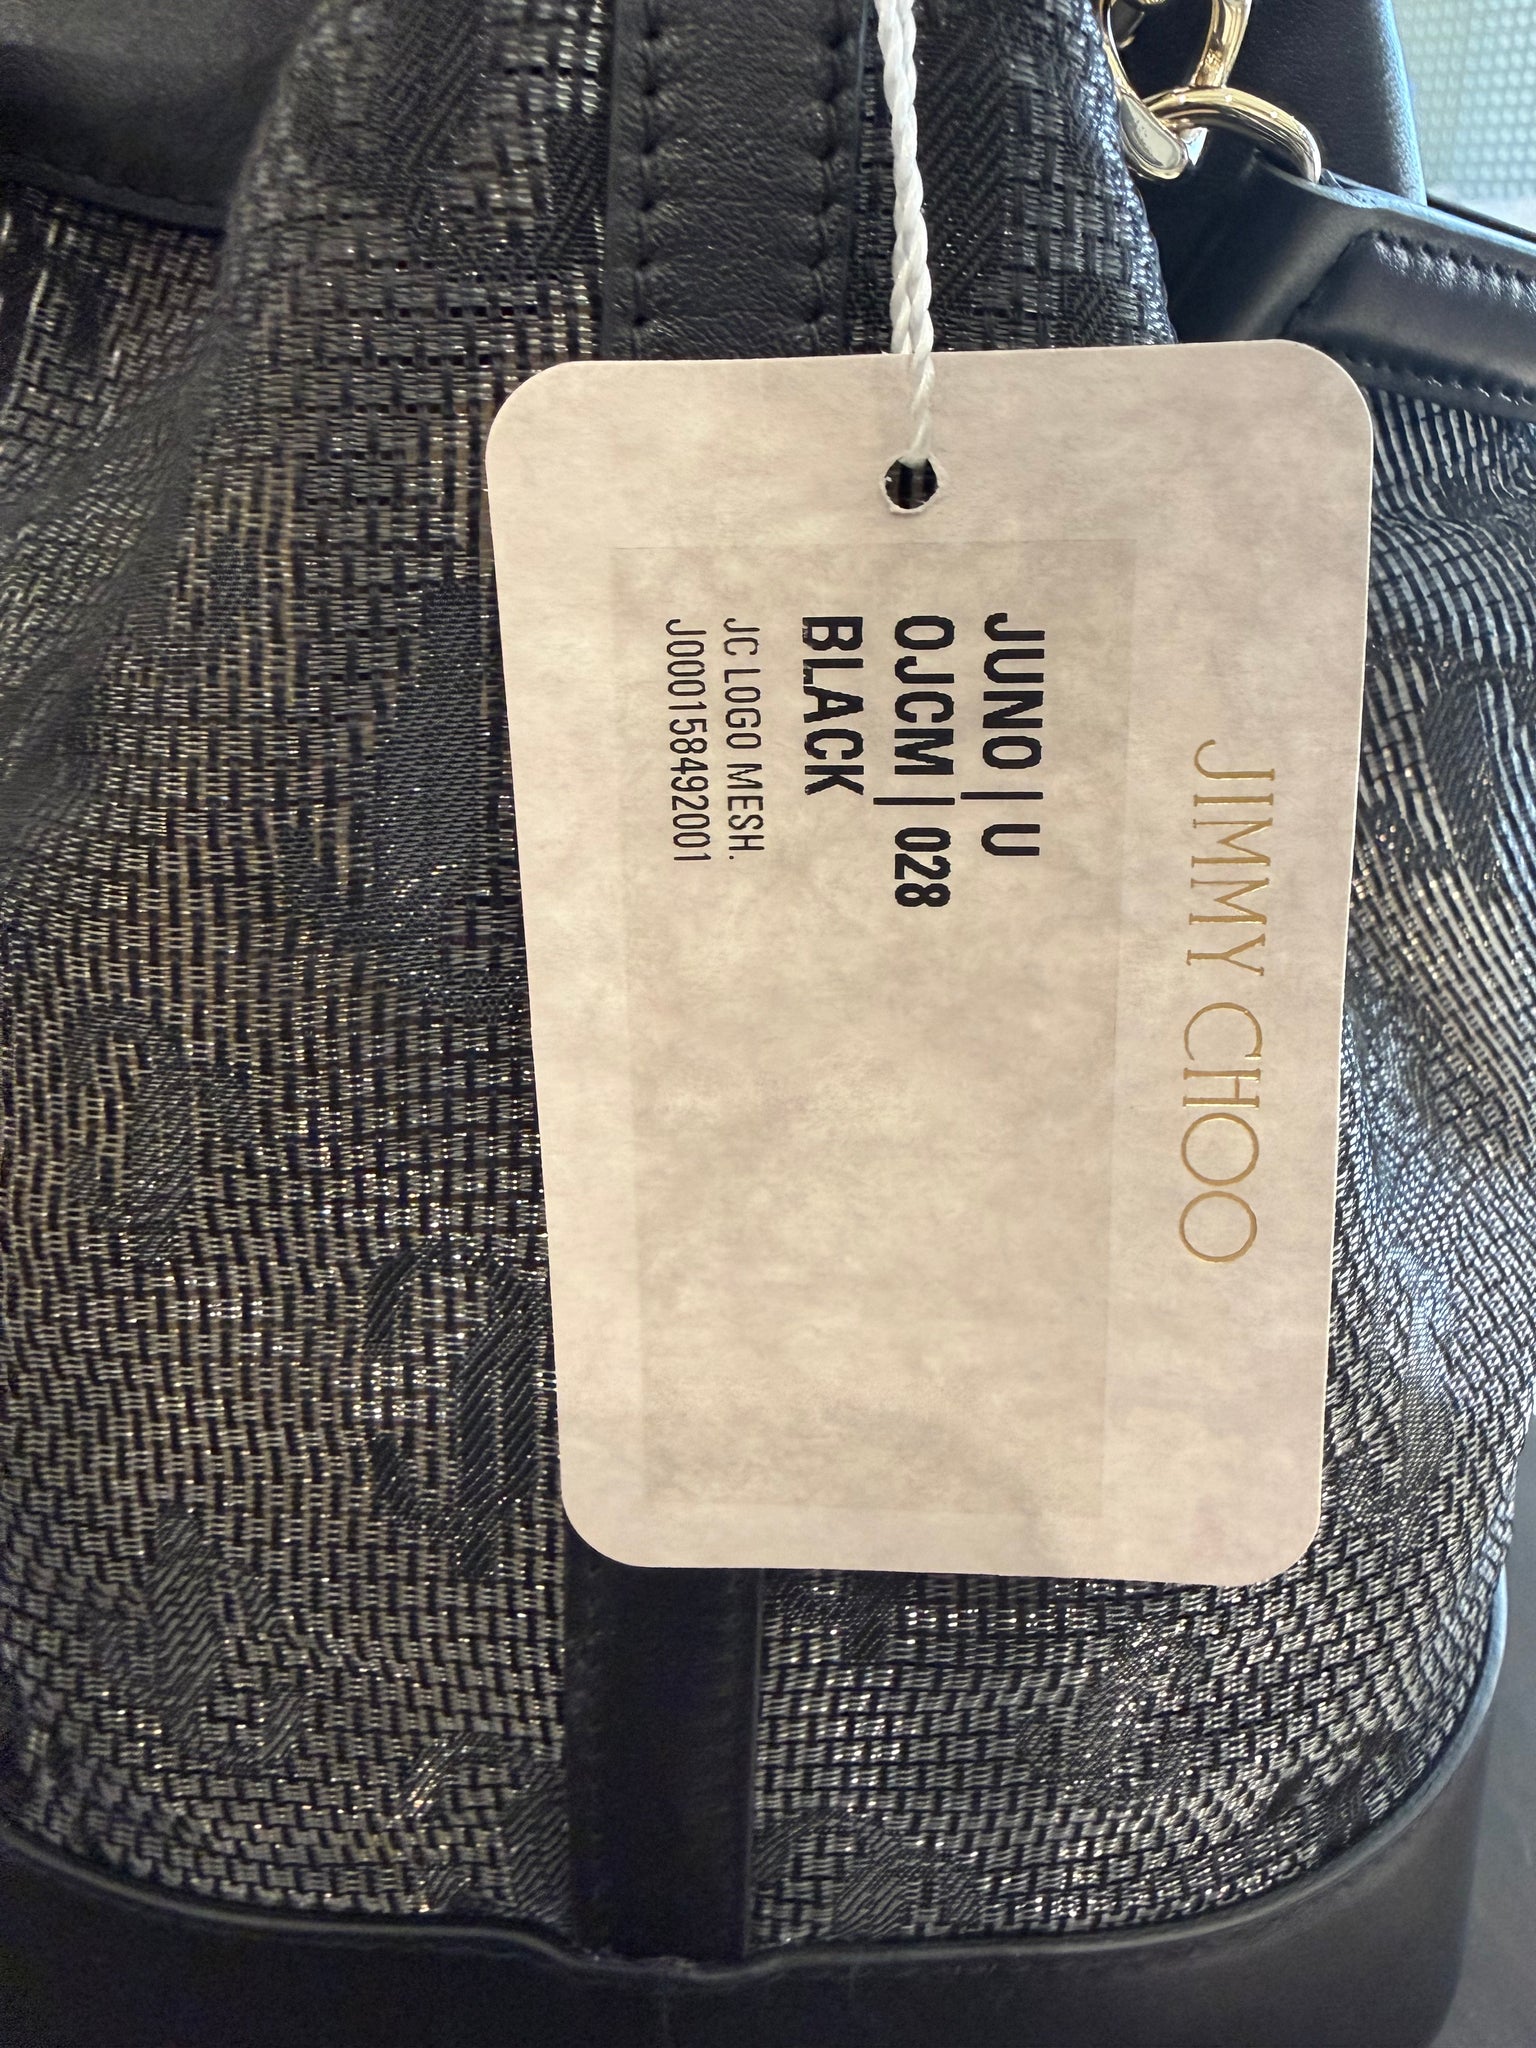 JIMMY CHOO
JUNO | U
OJCM | 028
BLACK
JC LOGO MESH.
J000158492001